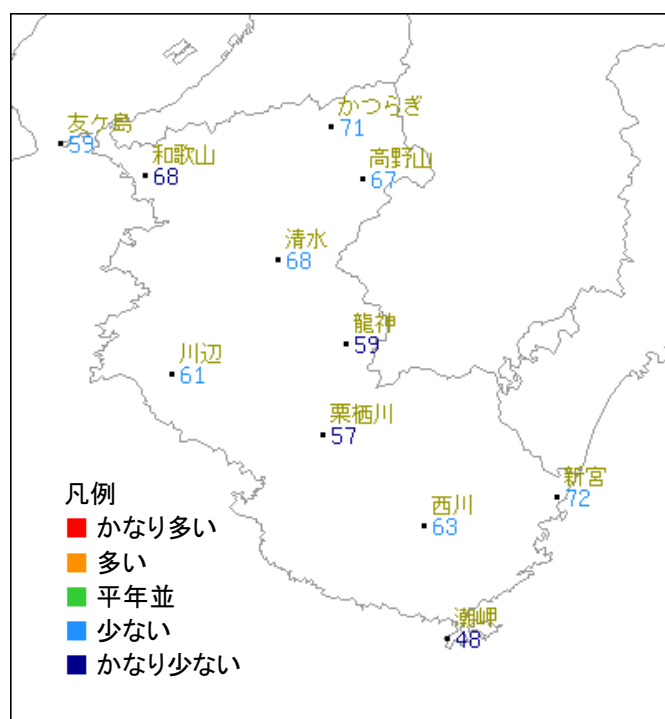 かつらぎ
71
友ケ島
59
和歌山
68
高野山
67
清水
68
龍神
59
川辺
61
栗栖川
57
新宮
72
西川
63
潮岬
48
凡例
かなり多い
多い
平年並
少ない
かなり少ない